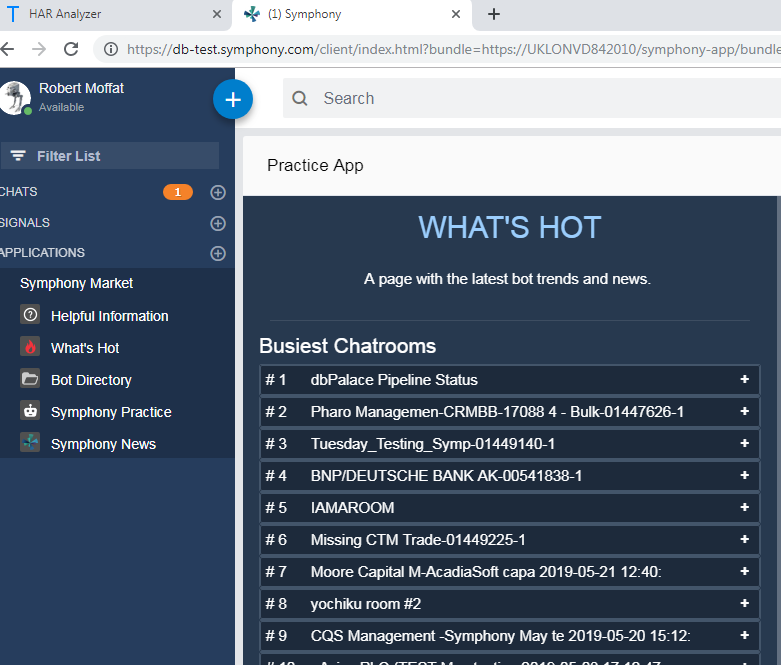 HAR Analyzer
(1) Symphony
https://db-test.symphony.com/client/index.html?bundle=https://UKLONVD842010/symphony-app/bundle
Robert Moffat
Available
Search
Filter List
CHATS 1
SIGNALS
APPLICATIONS
Symphony Market
Helpful Information
What's Hot
Bot Directory
Symphony Practice
Symphony News
Practice App
WHAT'S HOT
A page with the latest bot trends and news.
Busiest Chatrooms
# 1 dbPalace Pipeline Status +
# 2 Pharo Managemen-CRMBB-17088 4 - Bulk-01447626-1 +
# 3 Tuesday_Testing_Symp-01449140-1 +
# 4 BNP/DEUTSCHE BANK AK-00541838-1 +
# 5 IAMAROOM +
# 6 Missing CTM Trade-01449225-1 +
# 7 Moore Capital M-AcadiaSoft capa 2019-05-21 12:40: +
# 8 yochiku room #2 +
# 9 CQS Management -Symphony May te 2019-05-20 15:12: +